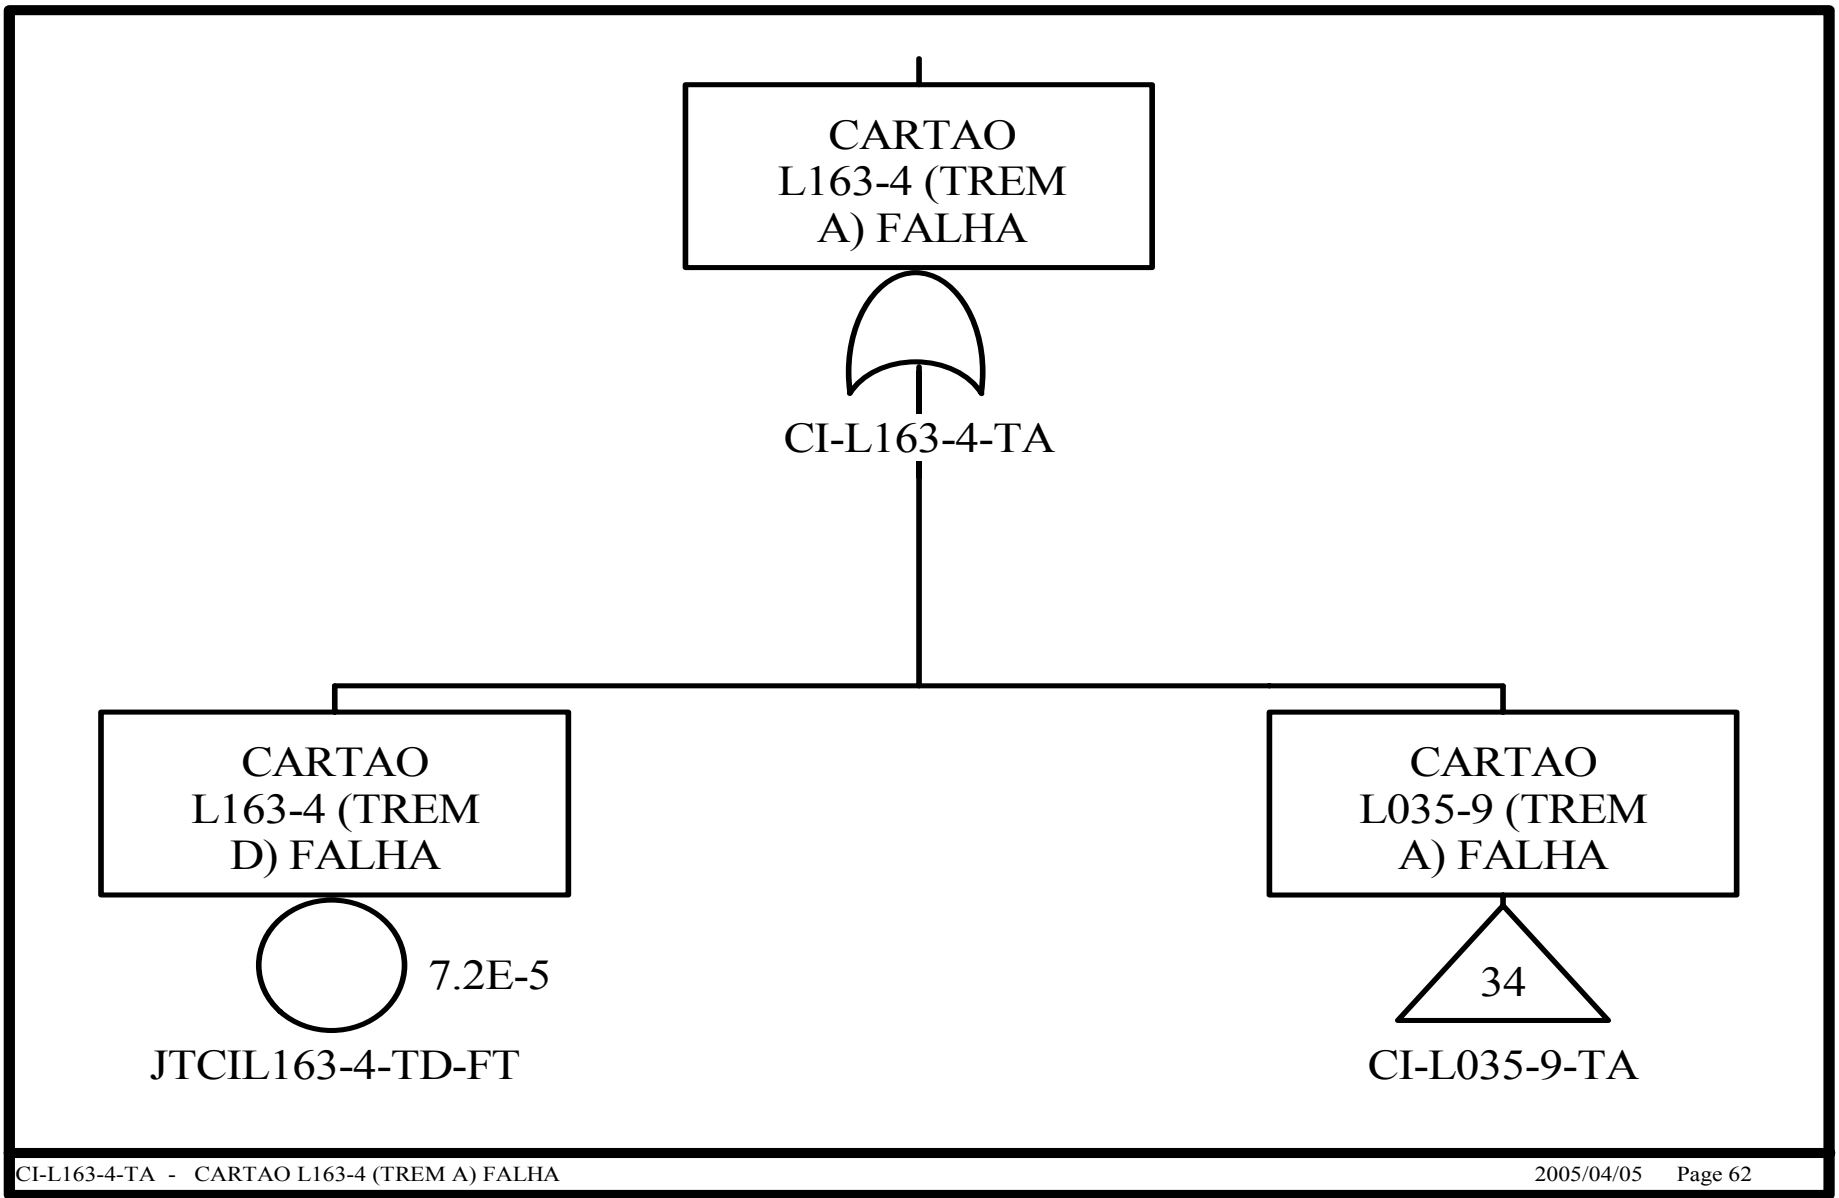 CARTAO
L163-4 (TREM
A) FALHA
CI-L163-4-TA
CARTAO
L163-4 (TREM
D) FALHA
7.2E-5
JTCIL163-4-TD-FT
CARTAO
L035-9 (TREM
A) FALHA
34
CI-L035-9-TA
CI-L163-4-TA - CARTAO L163-4 (TREM A) FALHA
2005/04/05 Page 62